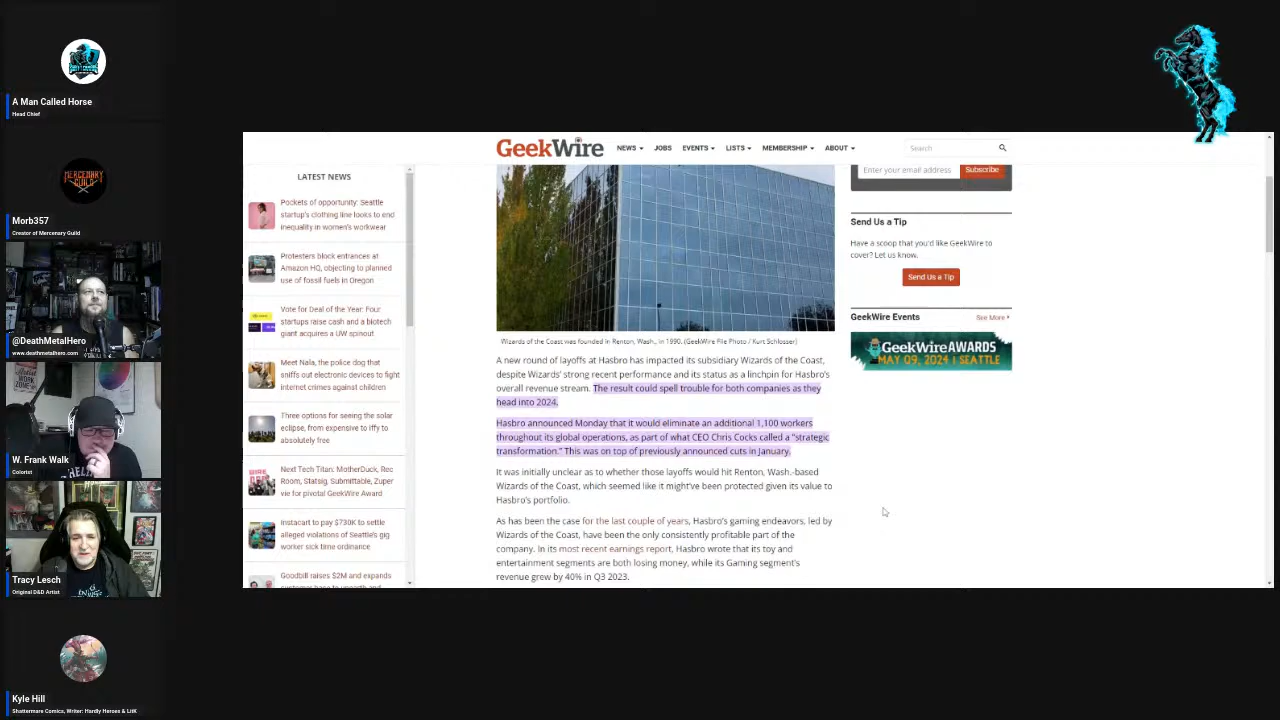 A Man Called Horse
Head Chief
MERCENARY
GUILD
Morb357
Creator of Mercenary Guild
@DeathMetalHero
www.deathmetalhero.com
W. Frank Walk
Colorist
Tracy Lesch
Original D&D Artist
Kyle Hill
Shattermare Comics, Writer: Hardly Heroes & LitK
GeekWire
NEWS
JOBS
EVENTS
LISTS
MEMBERSHIP
ABOUT
Search
LATEST NEWS
Pockets of opportunity: Seattle
startup's clothing line looks to end
inequality in women's workwear
Protesters block entrances at
Amazon HQ, objecting to planned
use of fossil fuels in Oregon
Vote for Deal of the Year: Four
startups raise cash and a biotech
giant acquires a UW spinout
Meet Nala, the police dog that
sniffs out electronic devices to fight
internet crimes against children
Three options for seeing the solar
eclipse, from expensive to iffy to
absolutely free
Next Tech Titan: MotherDuck, Rec
Room, Statsig, Submittable, Zuper
vie for pivotal GeekWire Award
Instacart to pay $730K to settle
alleged violations of Seattle's gig
worker sick time ordinance
Goodbill raises $2M and expands
Wizards of the Coast was founded in Renton, Wash., in 1990. (GeekWire File Photo / Kurt Schlosser)
A new round of layoffs at Hasbro has impacted its subsidiary Wizards of the Coast,
despite Wizards' strong recent performance and its status as a linchpin for Hasbro's
overall revenue stream. The result could spell trouble for both companies as they
head into 2024.
Hasbro announced Monday that it would eliminate an additional 1,100 workers
throughout its global operations, as part of what CEO Chris Cocks called a "strategic
transformation." This was on top of previously announced cuts in January.
It was initially unclear as to whether those layoffs would hit Renton, Wash.-based
Wizards of the Coast, which seemed like it might've been protected given its value to
Hasbro's portfolio.
As has been the case for the last couple of years, Hasbro's gaming endeavors, led by
Wizards of the Coast, have been the only consistently profitable part of the
company. In its most recent earnings report, Hasbro wrote that its toy and
entertainment segments are both losing money, while its Gaming segment's
revenue grew by 40% in Q3 2023.
Enter your email address
Subscribe
Send Us a Tip
Have a scoop that you'd like GeekWire to
cover? Let us know.
Send Us a Tip
GeekWire Events
See More
GeekWire AWARDS
MAY 09, 2024 | SEATTLE